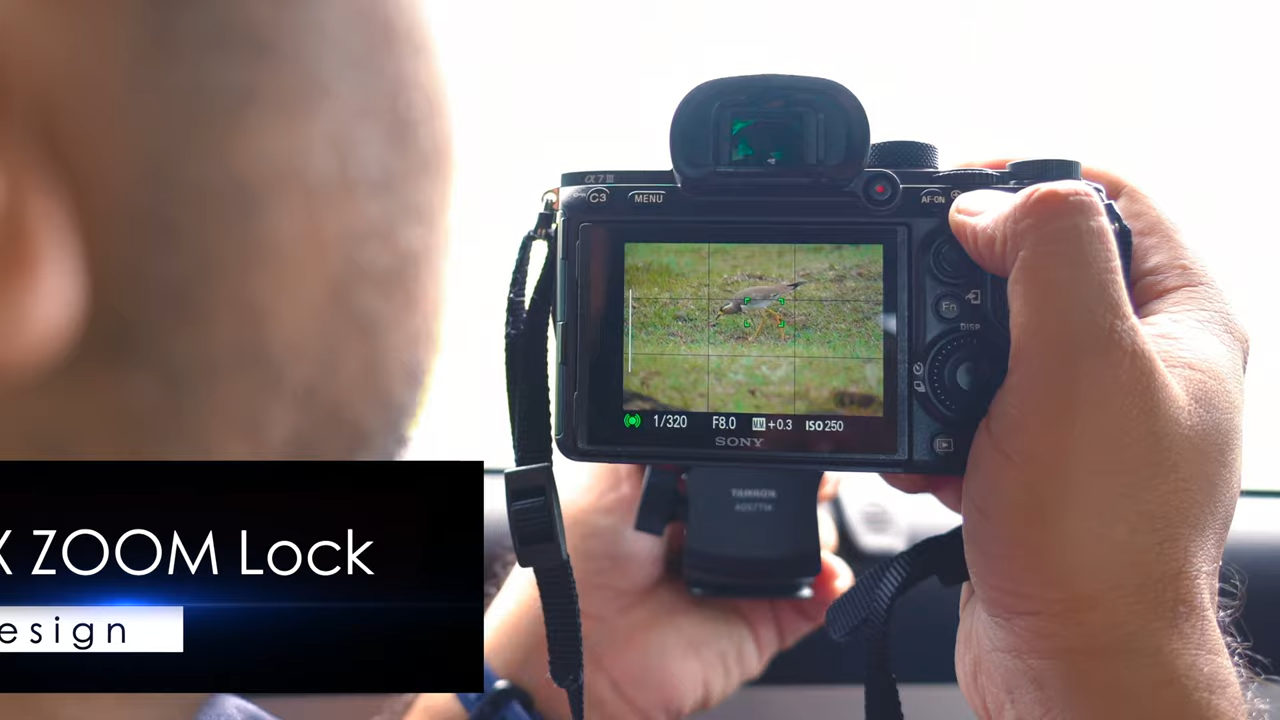 α7III
C3
MENU
AF-ON
Fn
DISP
1/320 F8.0 +0.3 ISO 250
SONY
TAMRON
X ZOOM Lock
esign